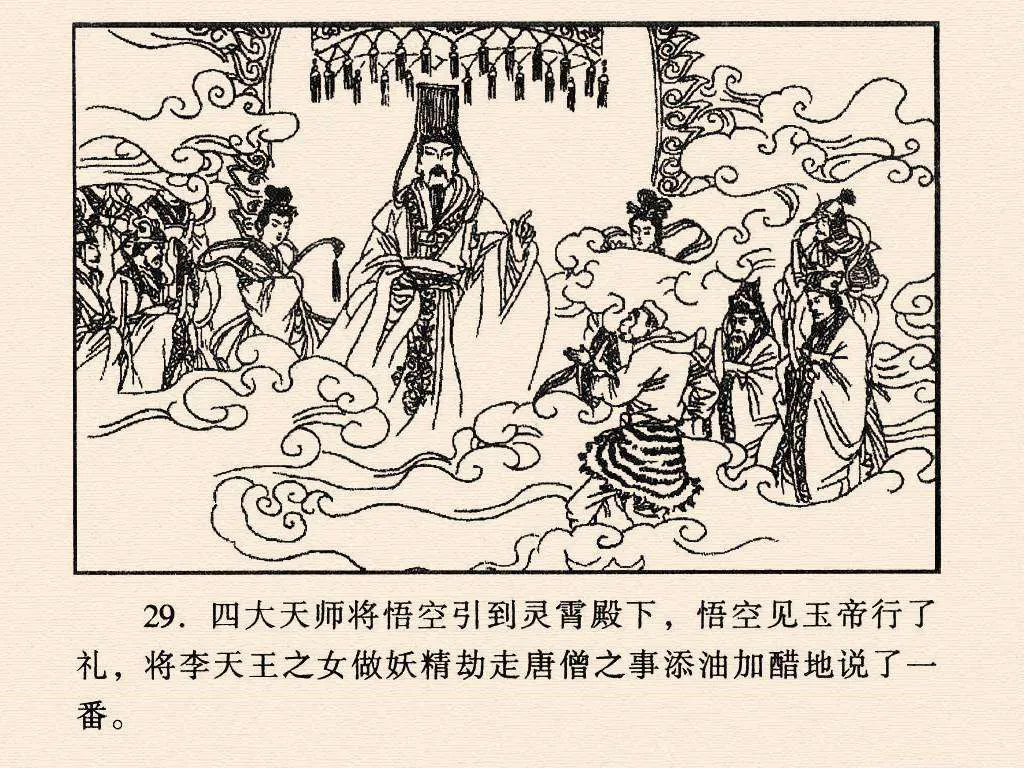 29. 四大天师将悟空引到灵霄殿下，悟空见玉帝行了
礼，将李天王之女做妖精劫走唐僧之事添油加醋地说了一
番。